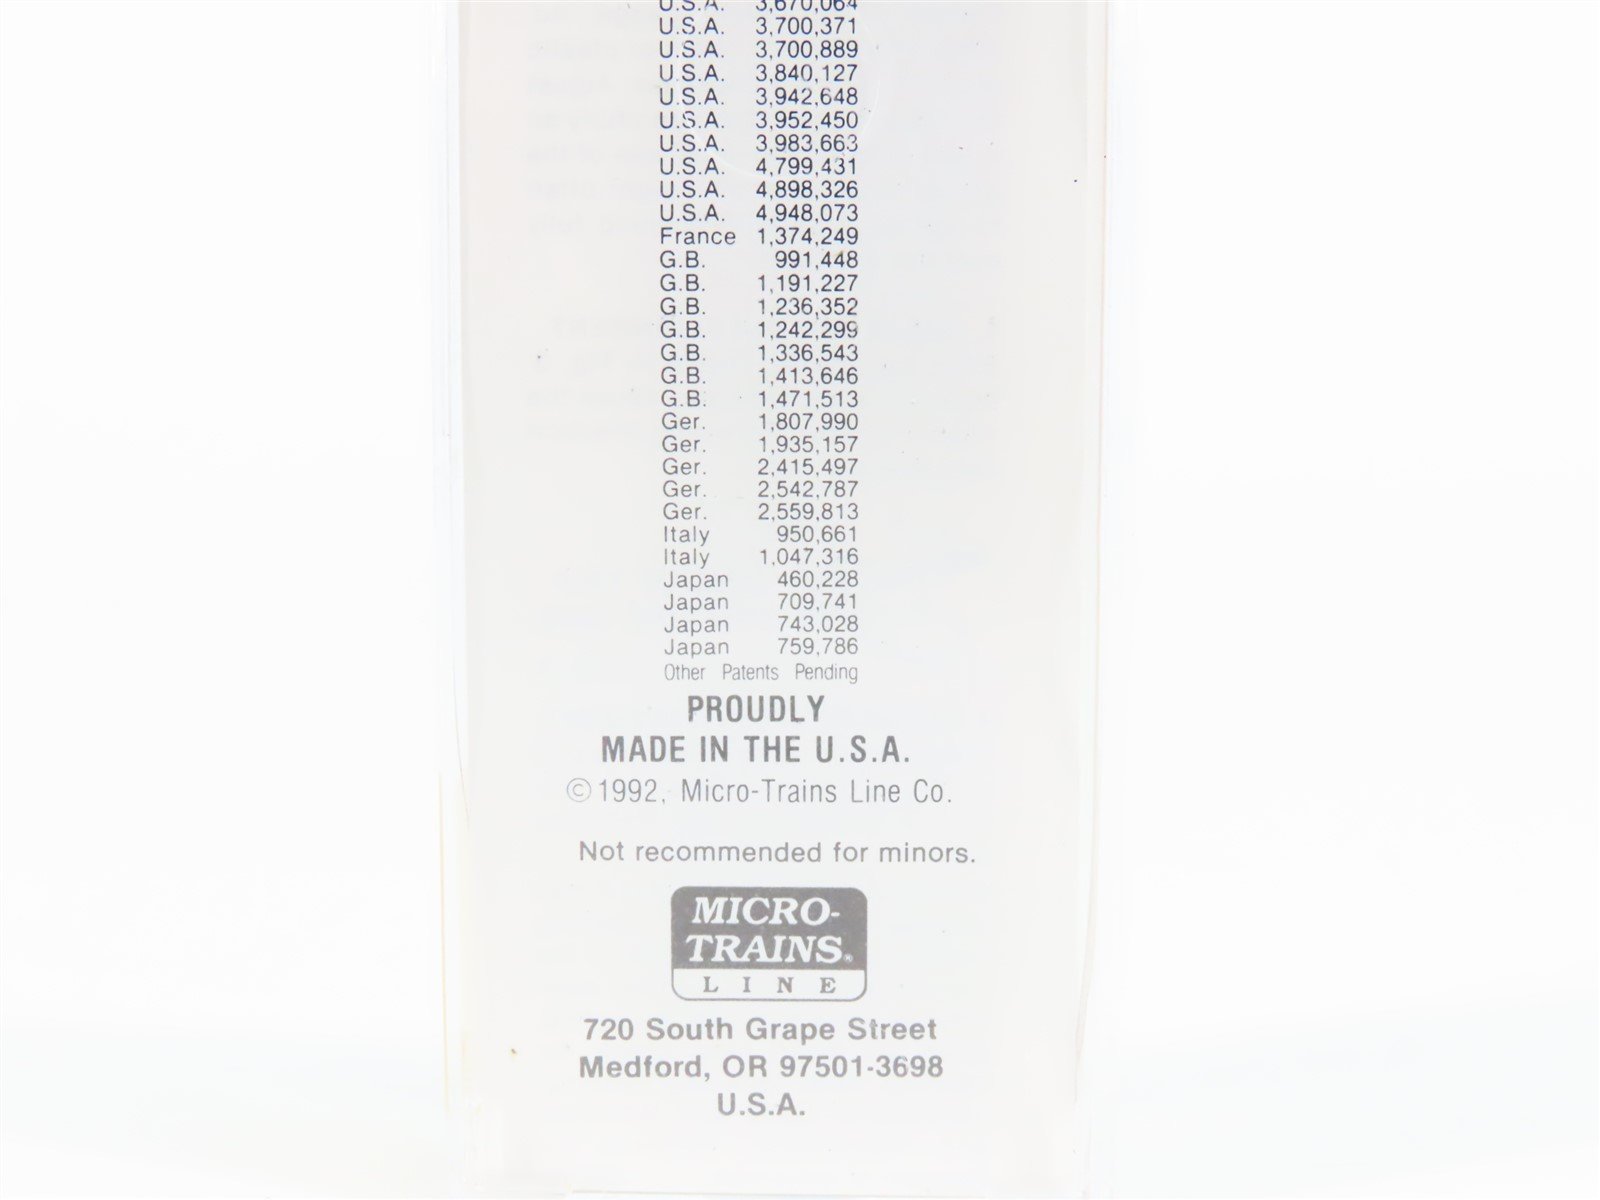 U.S.A. 3,670,064
U.S.A. 3,700,371
U.S.A. 3,700,889
U.S.A. 3,840,127
U.S.A. 3,942,648
U.S.A. 3,952,450
U.S.A. 3,983,663
U.S.A. 4,799,431
U.S.A. 4,898,326
U.S.A. 4,948,073
France 1,374,249
G.B. 991,448
G.B. 1,191,227
G.B. 1,236,352
G.B. 1,242,299
G.B. 1,336,543
G.B. 1,413,646
G.B. 1,471,513
Ger. 1,807,990
Ger. 1,935,157
Ger. 2,415,497
Ger. 2,542,787
Ger. 2,559,813
Italy 950,661
Italy 1,047,316
Japan 460,228
Japan 709,741
Japan 743,028
Japan 759,786
Other Patents Pending
PROUDLY
MADE IN THE U.S.A.
©1992, Micro-Trains Line Co.
Not recommended for minors.
MICRO-
TRAINS®
LINE
720 South Grape Street
Medford, OR 97501-3698
U.S.A.